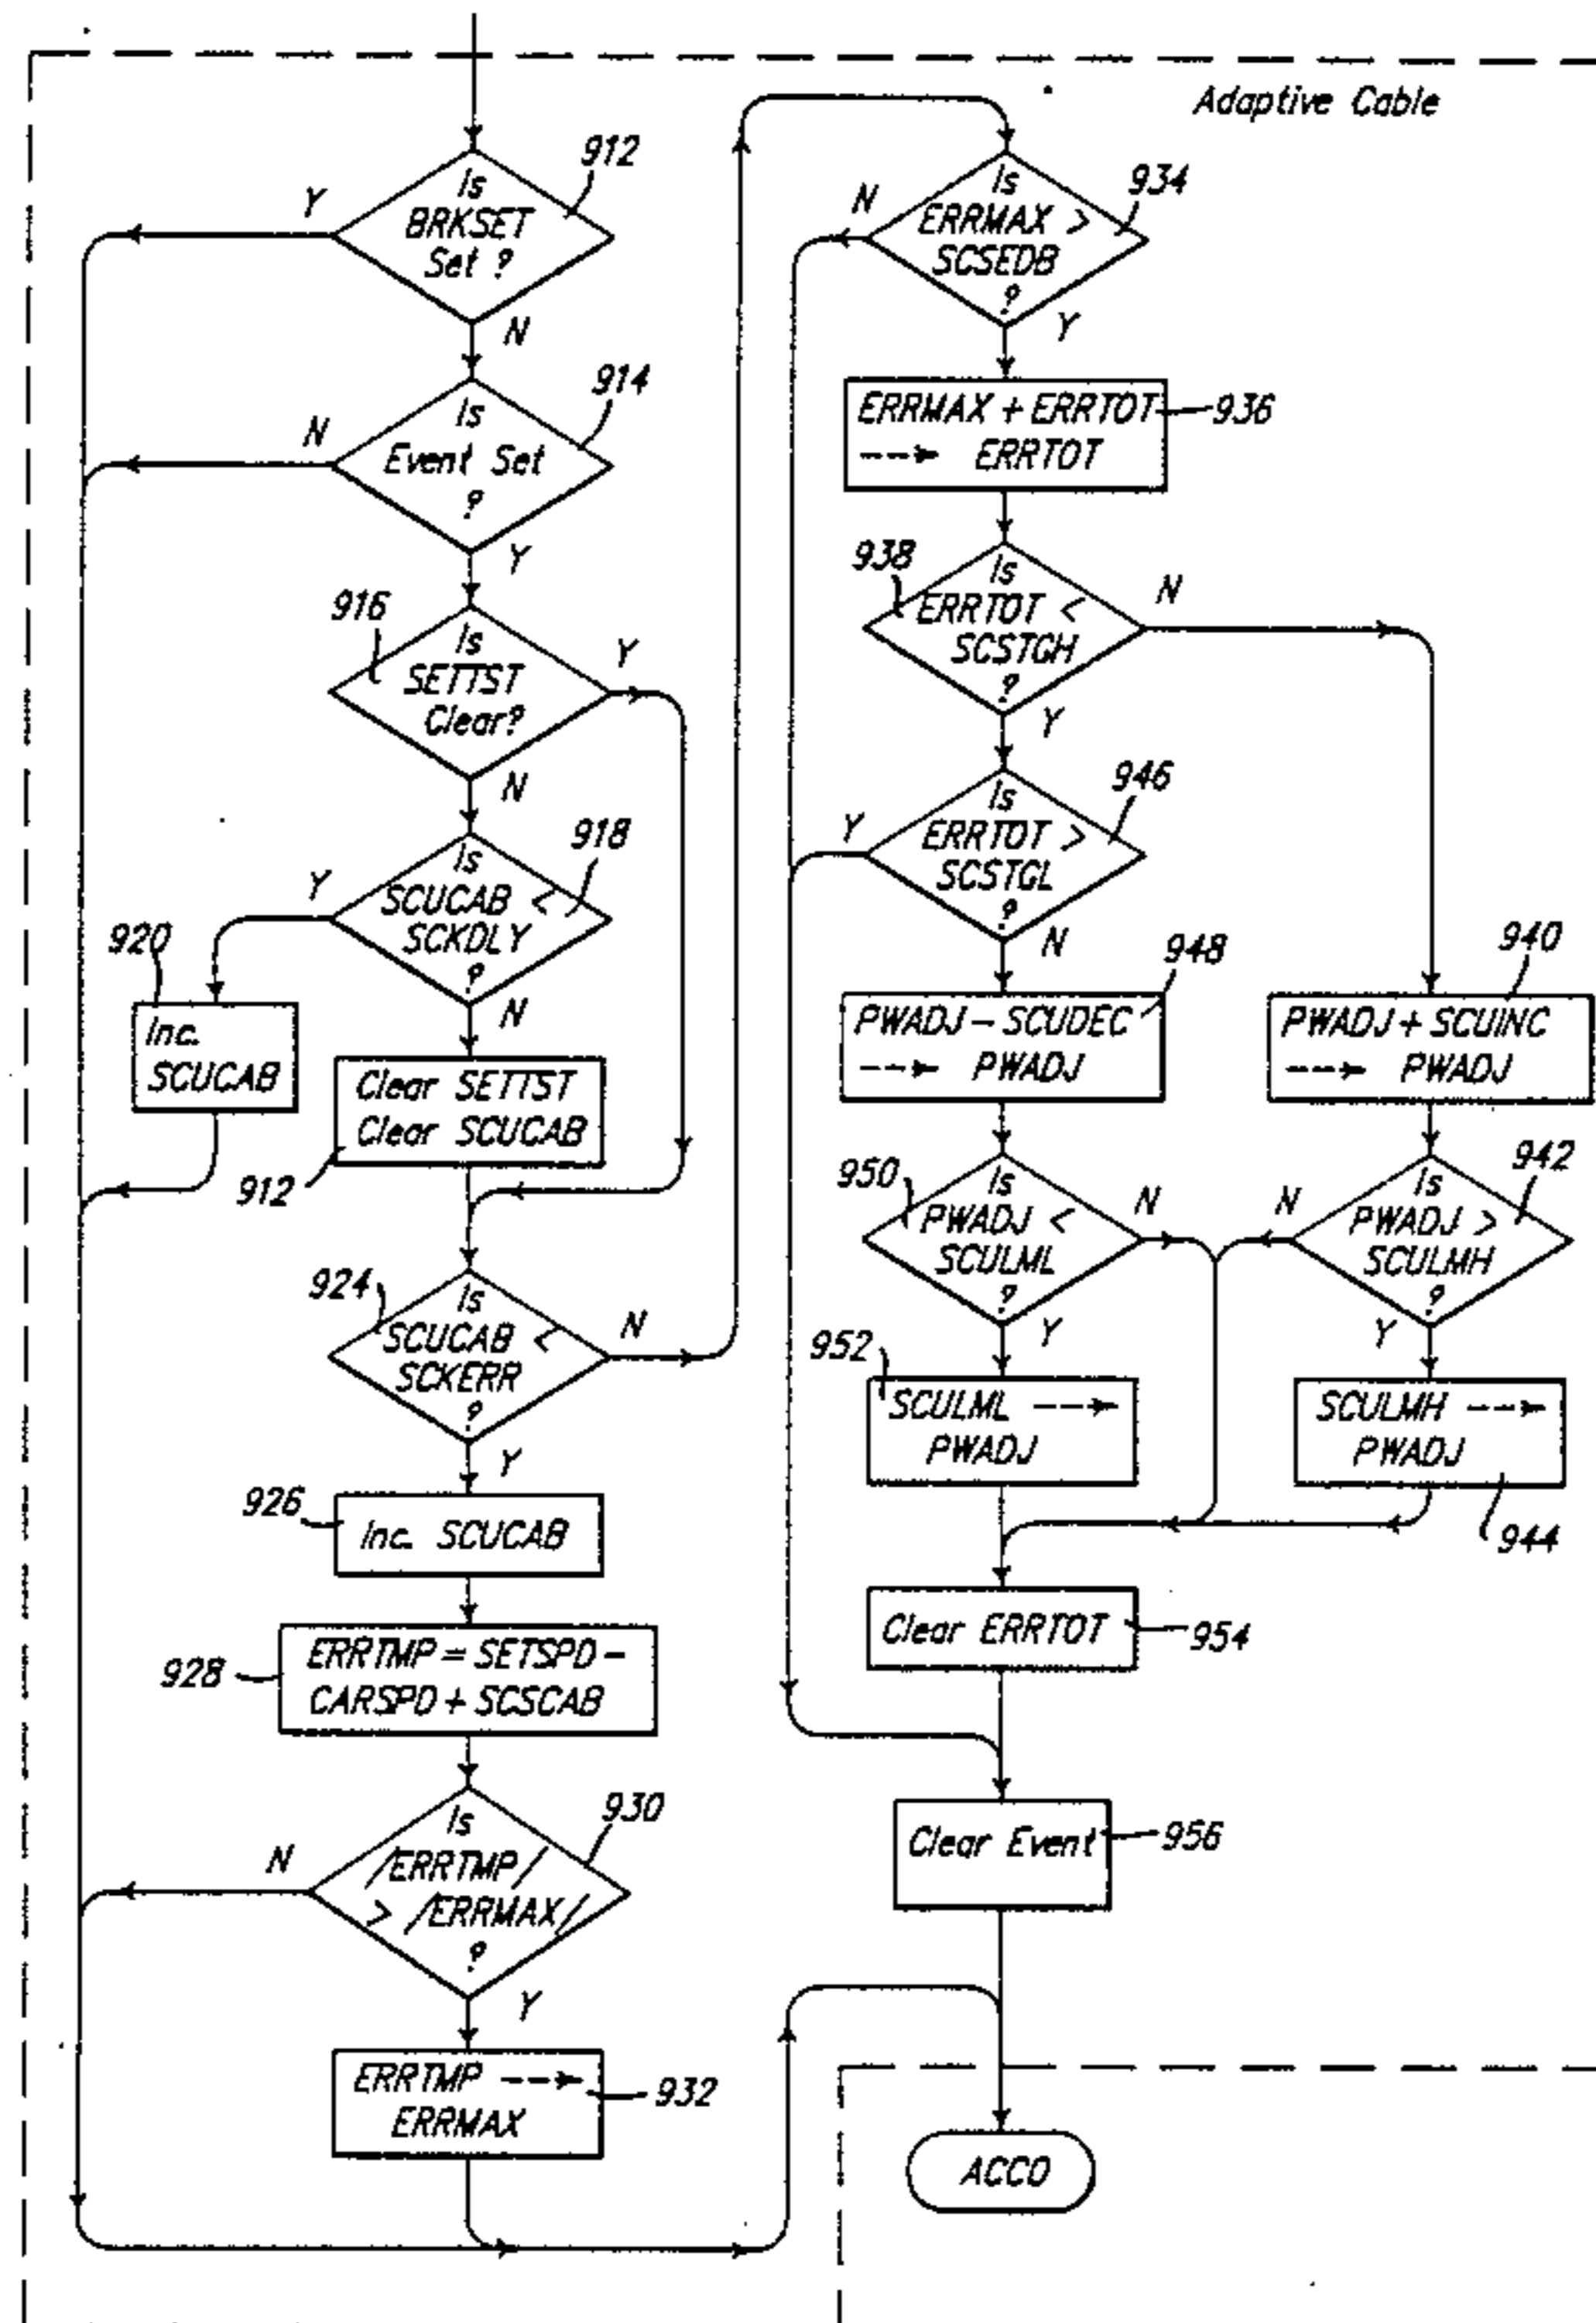 Adaptive Cable
912
Is
BRKSET
Set ?
Y
N
914
Is
Event Set
?
N
Y
916
Is
SETTST
Clear?
Y
N
918
Is
SCUCAB <
SCKDLY
?
Y
N
920
Inc.
SCUCAB
Clear SETTST
Clear SCUCAB
912
924
Is
SCUCAB <
SCKERR
?
N
Y
926
Inc. SCUCAB
928
ERRTMP = SETSPD -
CARSPD + SCSCAB
930
Is
/ERRTMP/
> /ERRMAX/
?
N
Y
ERRTMP --->
ERRMAX
932
934
Is
ERRMAX >
SCSEDB
?
N
Y
ERRMAX + ERRTOT
---> ERRTOT
936
938
Is
ERRTOT <
SCSTGH
?
N
Y
946
Is
ERRTOT >
SCSTGL
?
Y
N
948
PWADJ - SCUDEC
---> PWADJ
940
PWADJ + SCUINC
---> PWADJ
950
Is
PWADJ <
SCULML
?
N
Y
942
Is
PWADJ >
SCULMH
?
N
Y
952
SCULML --->
PWADJ
SCULMH --->
PWADJ
944
Clear ERRTOT
954
Clear Event
956
ACCO